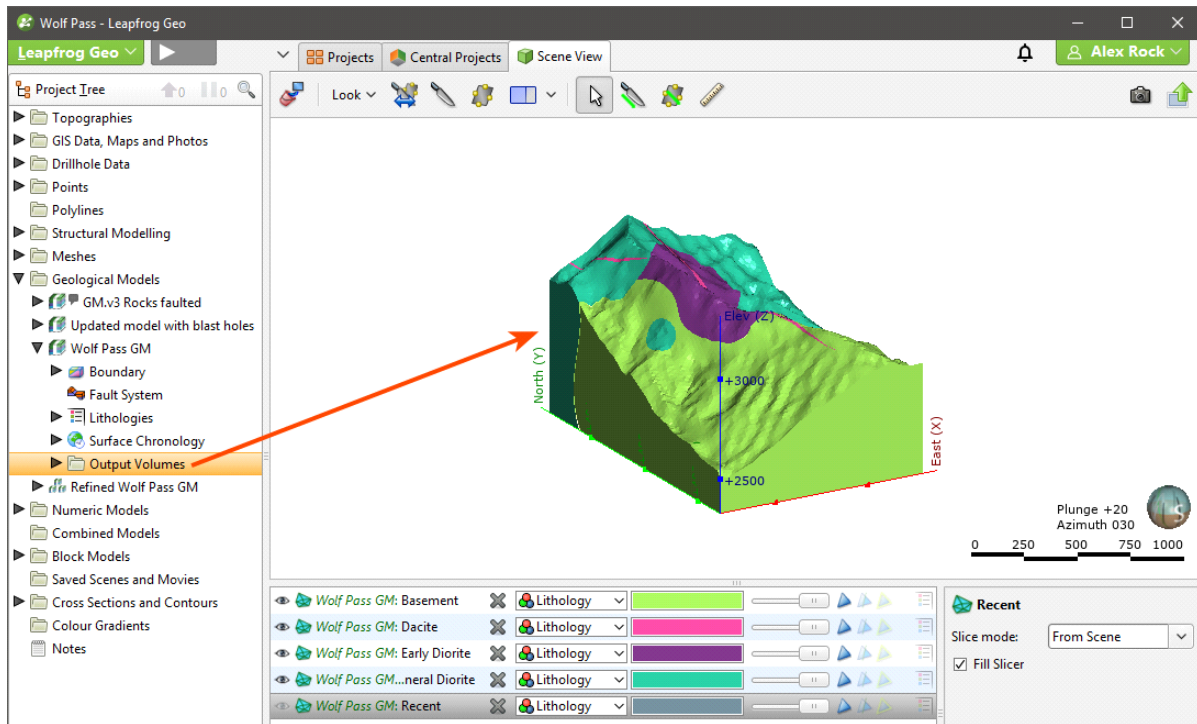 Wolf Pass - Leapfrog Geo
Leapfrog Geo
Projects
Central Projects
Scene View
Alex Rock
Project Tree
0
0
Look
Topographies
GIS Data, Maps and Photos
Drillhole Data
Points
Polylines
Structural Modelling
Meshes
Geological Models
GM.v3 Rocks faulted
Updated model with blast holes
Wolf Pass GM
Boundary
Fault System
Lithologies
Surface Chronology
Output Volumes
Refined Wolf Pass GM
Numeric Models
Combined Models
Block Models
Saved Scenes and Movies
Cross Sections and Contours
Colour Gradients
Notes
Elev (Z)
+3000
+2500
North (Y)
East (X)
Plunge +20
Azimuth 030
0 250 500 750 1000
Wolf Pass GM: Basement Lithology
Wolf Pass GM: Dacite Lithology
Wolf Pass GM: Early Diorite Lithology
Wolf Pass GM...neral Diorite Lithology
Wolf Pass GM: Recent Lithology
Recent
Slice mode: From Scene
Fill Slicer